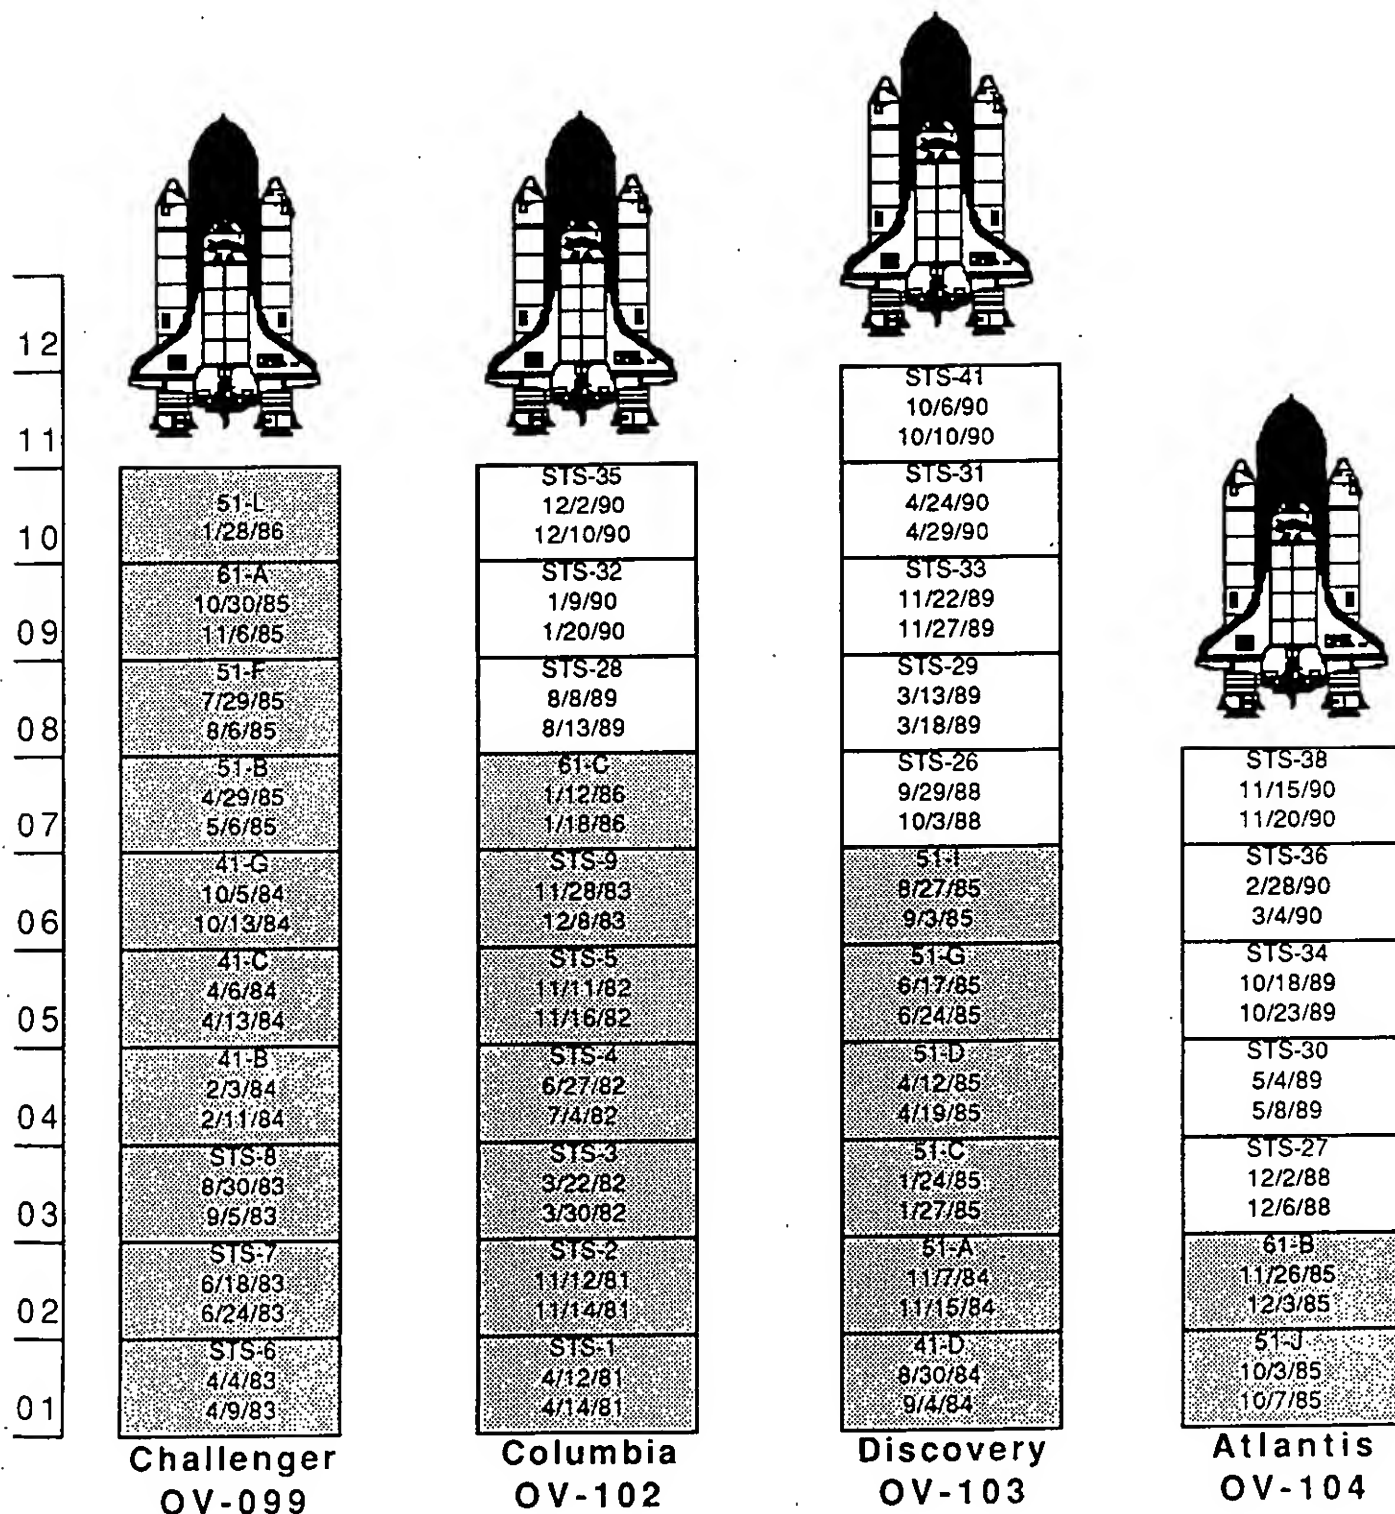 12
11
10
09
08
07
06
05
04
03
02
01
51-L
1/28/86
61-A
10/30/85
11/6/85
51-F
7/29/85
8/6/85
51-B
4/29/85
5/6/85
41-G
10/5/84
10/13/84
41-C
4/6/84
4/13/84
41-B
2/3/84
2/11/84
STS-8
8/30/83
9/5/83
STS-7
6/18/83
6/24/83
STS-6
4/4/83
4/9/83
Challenger
OV-099
STS-35
12/2/90
12/10/90
STS-32
1/9/90
1/20/90
STS-28
8/8/89
8/13/89
61-C
1/12/86
1/18/86
STS-9
11/28/83
12/8/83
STS-5
11/11/82
11/16/82
STS-4
6/27/82
7/4/82
STS-3
3/22/82
3/30/82
STS-2
11/12/81
11/14/81
STS-1
4/12/81
4/14/81
Columbia
OV-102
STS-41
10/6/90
10/10/90
STS-31
4/24/90
4/29/90
STS-33
11/22/89
11/27/89
STS-29
3/13/89
3/18/89
STS-26
9/29/88
10/3/88
51-I
8/27/85
9/3/85
51-G
6/17/85
6/24/85
51-D
4/12/85
4/19/85
51-C
1/24/85
1/27/85
51-A
11/7/84
11/15/84
41-D
8/30/84
9/4/84
Discovery
OV-103
STS-38
11/15/90
11/20/90
STS-36
2/28/90
3/4/90
STS-34
10/18/89
10/23/89
STS-30
5/4/89
5/8/89
STS-27
12/2/88
12/6/88
61-B
11/26/85
12/3/85
51-J
10/3/85
10/7/85
Atlantis
OV-104